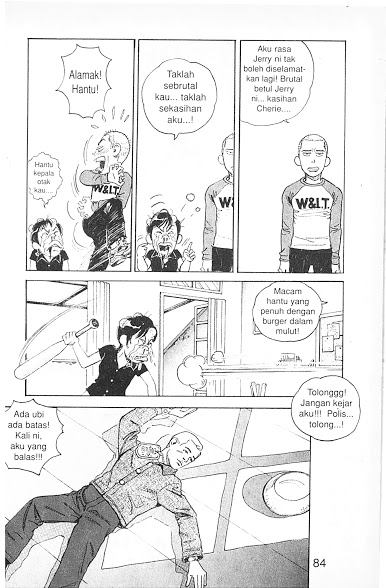 Aku rasa
Jerry ni tak
boleh diselamat-
kan lagi! Brutal
betul Jerry
ni... kasihan
Cherie....
W&L.T.
Taklah
sebrutal
kau... taklah
sekasihan
aku...!
W&
Alamak!
Hantu!
W&L.T.
Hantu
kepala
otak
kau....
Macam
hantu yang
penuh dengan
burger dalam
mulut!
Tolonggg!
Jangan kejar
aku!!! Polis...
tolong...!
Ada ubi
ada batas!
Kali ni,
aku yang
balas!!!
84